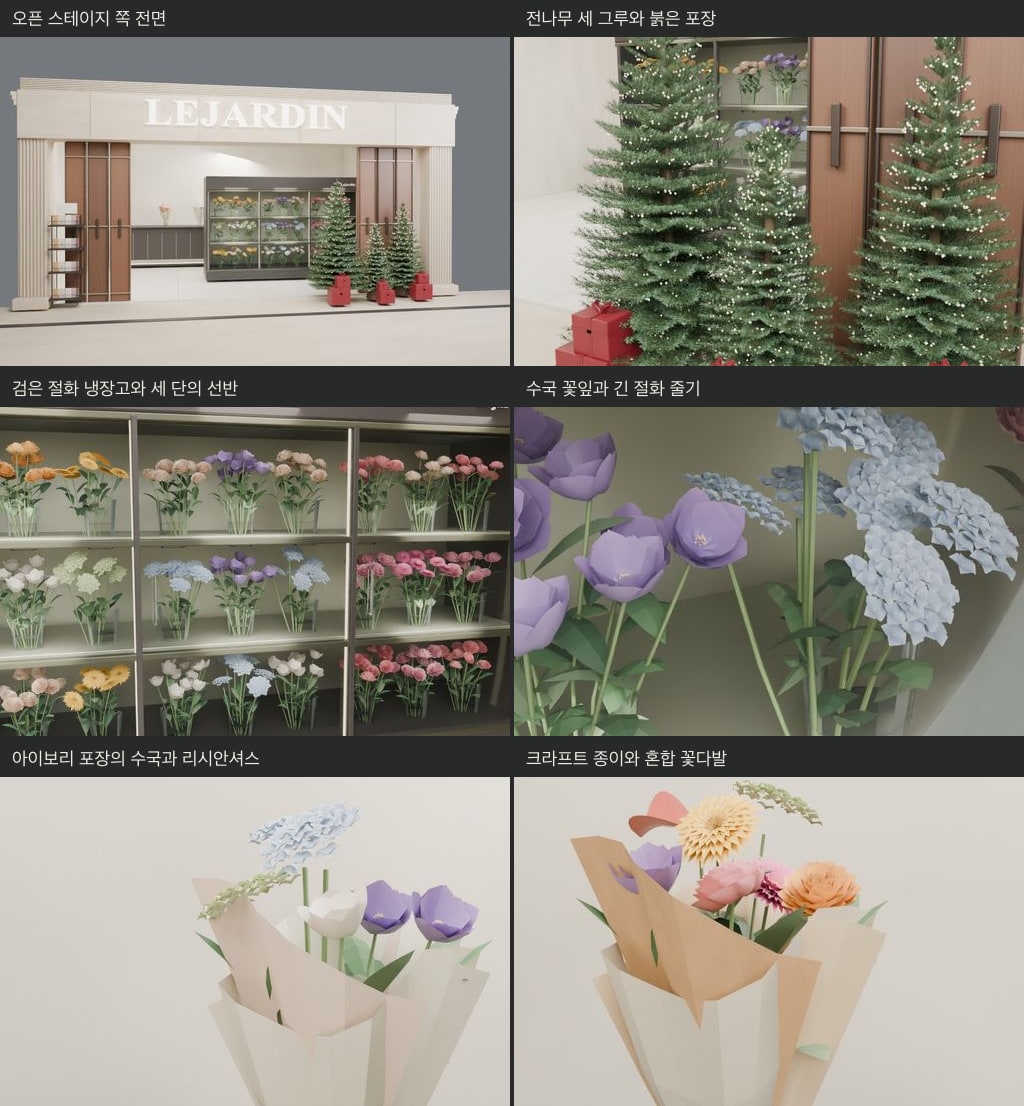 오픈 스테이지 쪽 전면
전나무 세 그루와 붉은 포장
LEJARDIN
검은 절화 냉장고와 세 단의 선반
수국 꽃잎과 긴 절화 줄기
아이보리 포장의 수국과 리시안셔스
크라프트 종이와 혼합 꽃다발